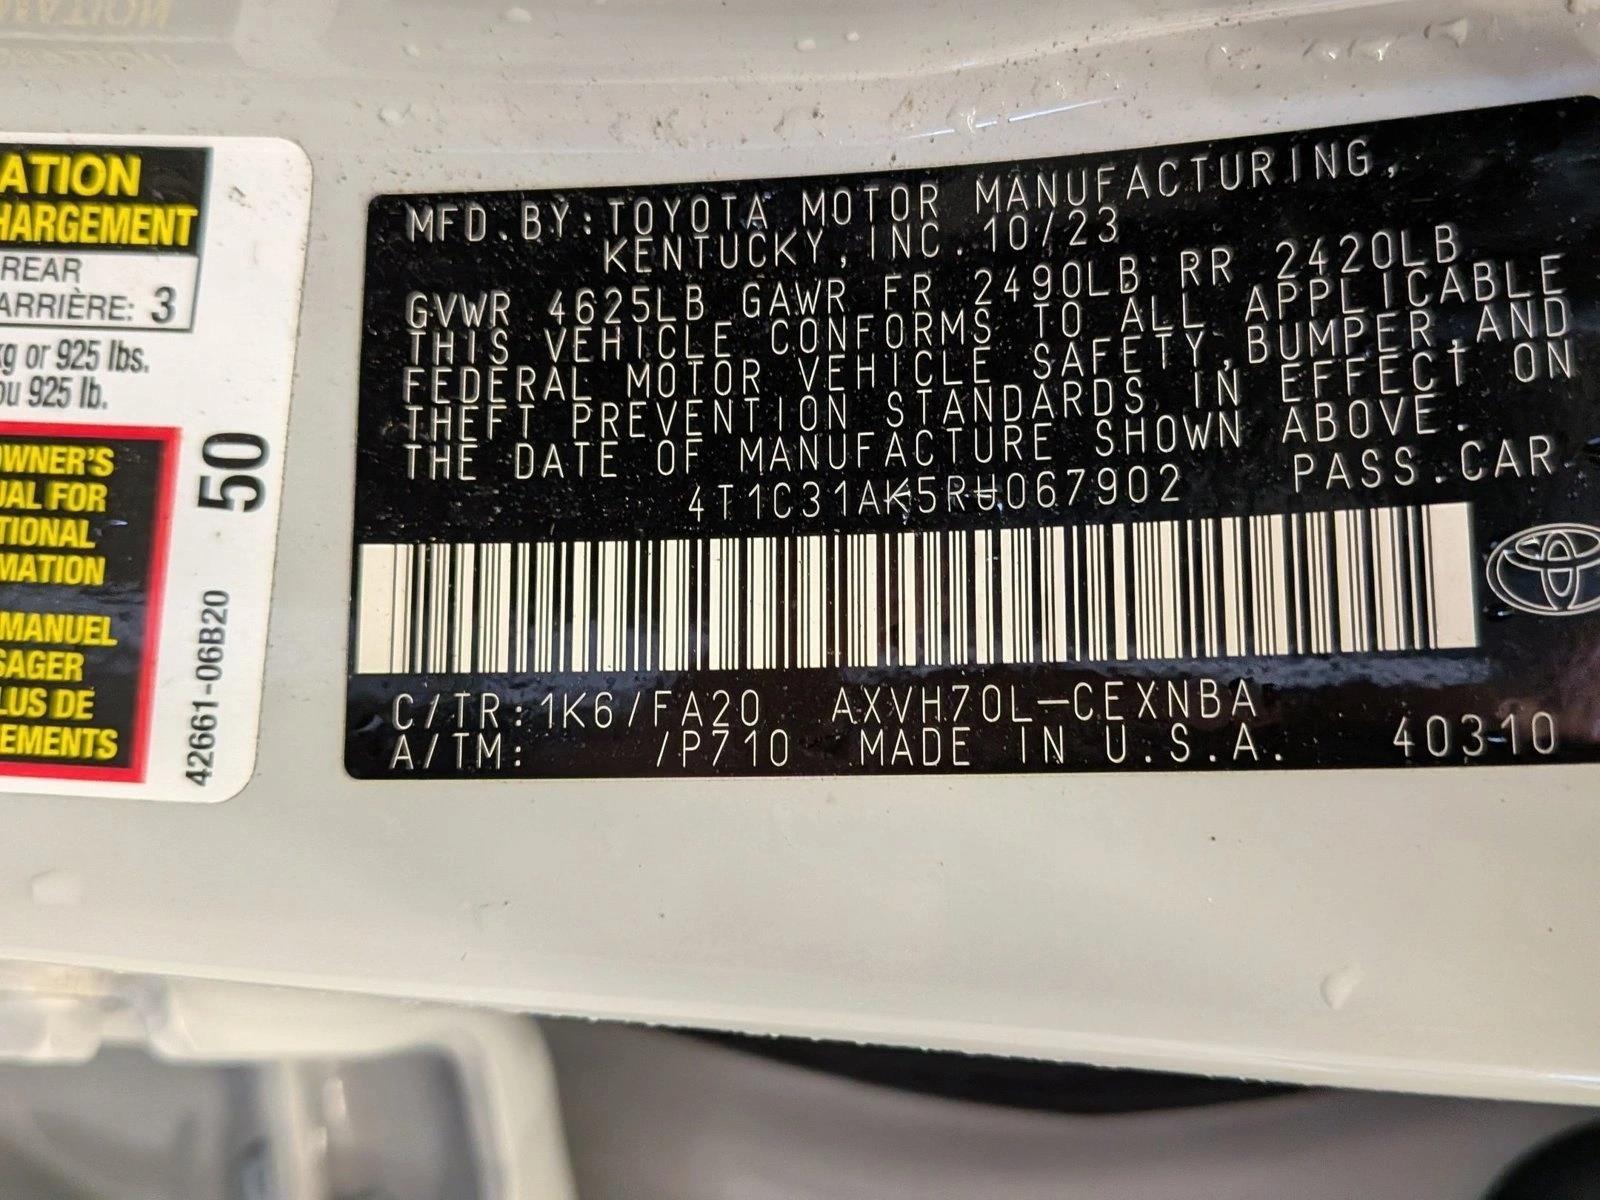 ATION
HARGEMENT
REAR
ARRIÈRE: 3
kg or 925 lbs.
ou 925 lb.
OWNER'S
UAL FOR
TIONAL
MATION
MANUEL
SAGER
LUS DE
EMENTS
50
42661-06B20
MFD. BY: TOYOTA MOTOR MANUFACTURING,
KENTUCKY, INC. 10/23
GVWR 4625LB GAWR FR 2490LB RR 2420LB
THIS VEHICLE CONFORMS TO ALL APPLICABLE
FEDERAL MOTOR VEHICLE SAFETY, BUMPER, AND
THEFT PREVENTION STANDARDS IN EFFECT ON
THE DATE OF MANUFACTURE SHOWN ABOVE.
4T1C31AK5RU067902 PASS. CAR
C/TR: 1K6/FA20 AXVH70L-CEXNBA
A/TM: /P710 MADE IN U.S.A. 40310